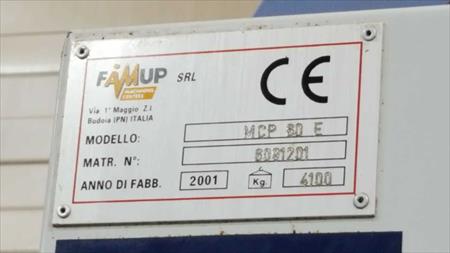 FAMUP SRL
MACHINING
CENTERS
CE
Via 1° Maggio Z.I.
Budoia (PN) ITALIA
MODELLO: MCP 80 E
MATR. N°: 8081201
ANNO DI FABB. 2001 Kg. 4100